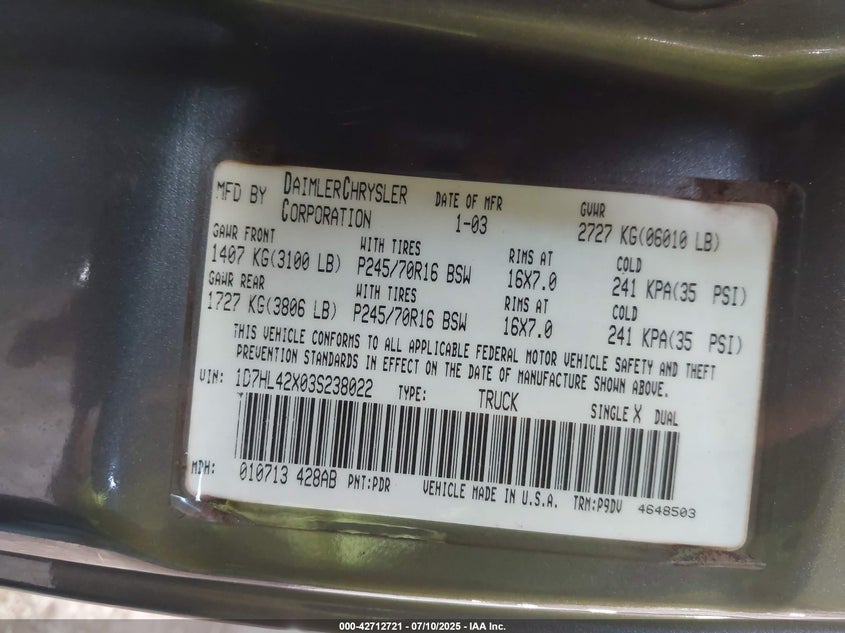 MFD BY DAIMLERCHRYSLER CORPORATION DATE OF MFR 1-03 GVWR 2727 KG(06010 LB)
GAWR FRONT WITH TIRES RIMS AT COLD
1407 KG(3100 LB) P245/70R16 BSW 16X7.0 241 KPA(35 PSI)
GAWR REAR WITH TIRES RIMS AT COLD
1727 KG(3806 LB) P245/70R16 BSW 16X7.0 241 KPA(35 PSI)
THIS VEHICLE CONFORMS TO ALL APPLICABLE FEDERAL MOTOR VEHICLE SAFETY AND THEFT
PREVENTION STANDARDS IN EFFECT ON THE DATE OF MANUFACTURE SHOWN ABOVE.
VIN: 1D7HL42X03S238022 TYPE: TRUCK SINGLE X DUAL
MDH: 010713 428AB PNT:PDR VEHICLE MADE IN U.S.A. TRM:P9DV 4648503
000-42712721 - 07/10/2025 - IAA Inc.